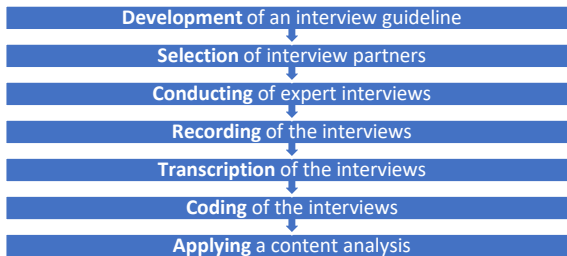 Development of an interview guideline
Selection of interview partners
Conducting of expert interviews
Recording of the interviews
Transcription of the interviews
Coding of the interviews
Applying a content analysis